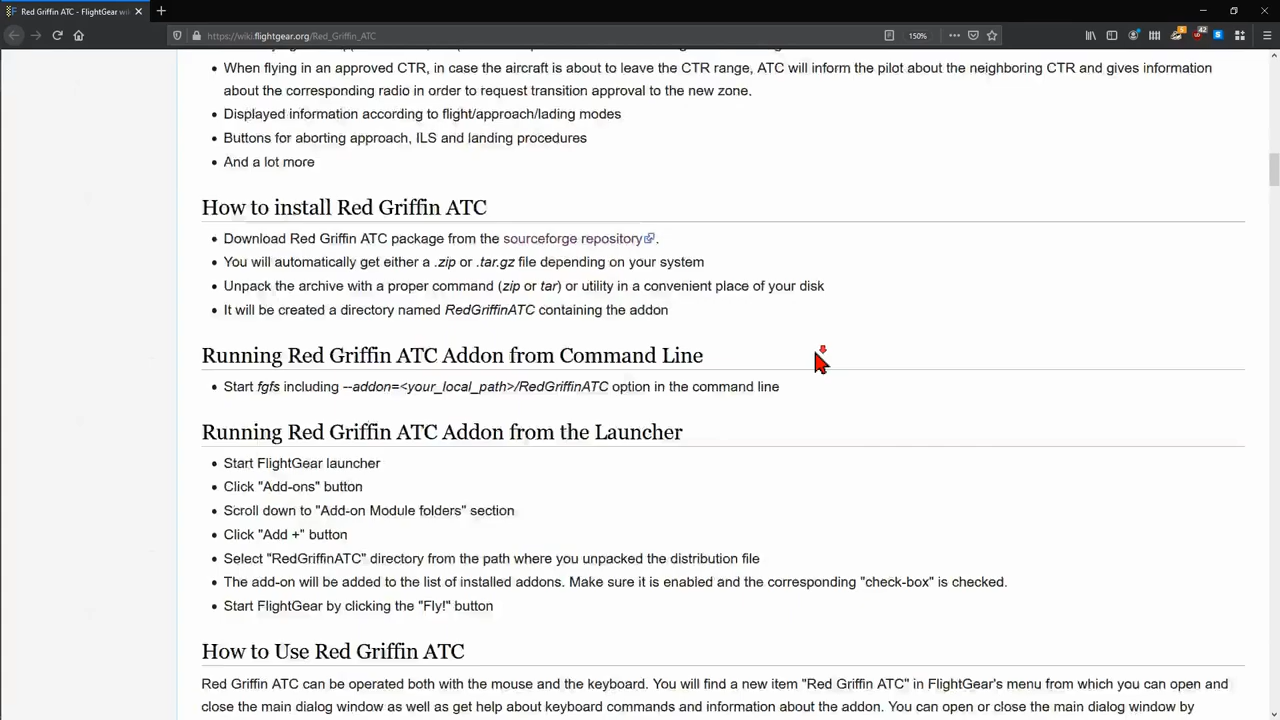 Red Griffin ATC - FlightGear wi
https://wiki.flightgear.org/Red_Griffin_ATC
150%
When flying in an approved CTR, in case the aircraft is about to leave the CTR range, ATC will inform the pilot about the neighboring CTR and gives information
about the corresponding radio in order to request transition approval to the new zone.
Displayed information according to flight/approach/lading modes
Buttons for aborting approach, ILS and landing procedures
And a lot more
How to install Red Griffin ATC
Download Red Griffin ATC package from the sourceforge repository.
You will automatically get either a .zip or .tar.gz file depending on your system
Unpack the archive with a proper command (zip or tar) or utility in a convenient place of your disk
It will be created a directory named RedGriffinATC containing the addon
Running Red Griffin ATC Addon from Command Line
Start fgfs including --addon=<your_local_path>/RedGriffinATC option in the command line
Running Red Griffin ATC Addon from the Launcher
Start FlightGear launcher
Click "Add-ons" button
Scroll down to "Add-on Module folders" section
Click "Add +" button
Select "RedGriffinATC" directory from the path where you unpacked the distribution file
The add-on will be added to the list of installed addons. Make sure it is enabled and the corresponding "check-box" is checked.
Start FlightGear by clicking the "Fly!" button
How to Use Red Griffin ATC
Red Griffin ATC can be operated both with the mouse and the keyboard. You will find a new item "Red Griffin ATC" in FlightGear's menu from which you can open and
close the main dialog window as well as get help about keyboard commands and information about the addon. You can open or close the main dialog window by